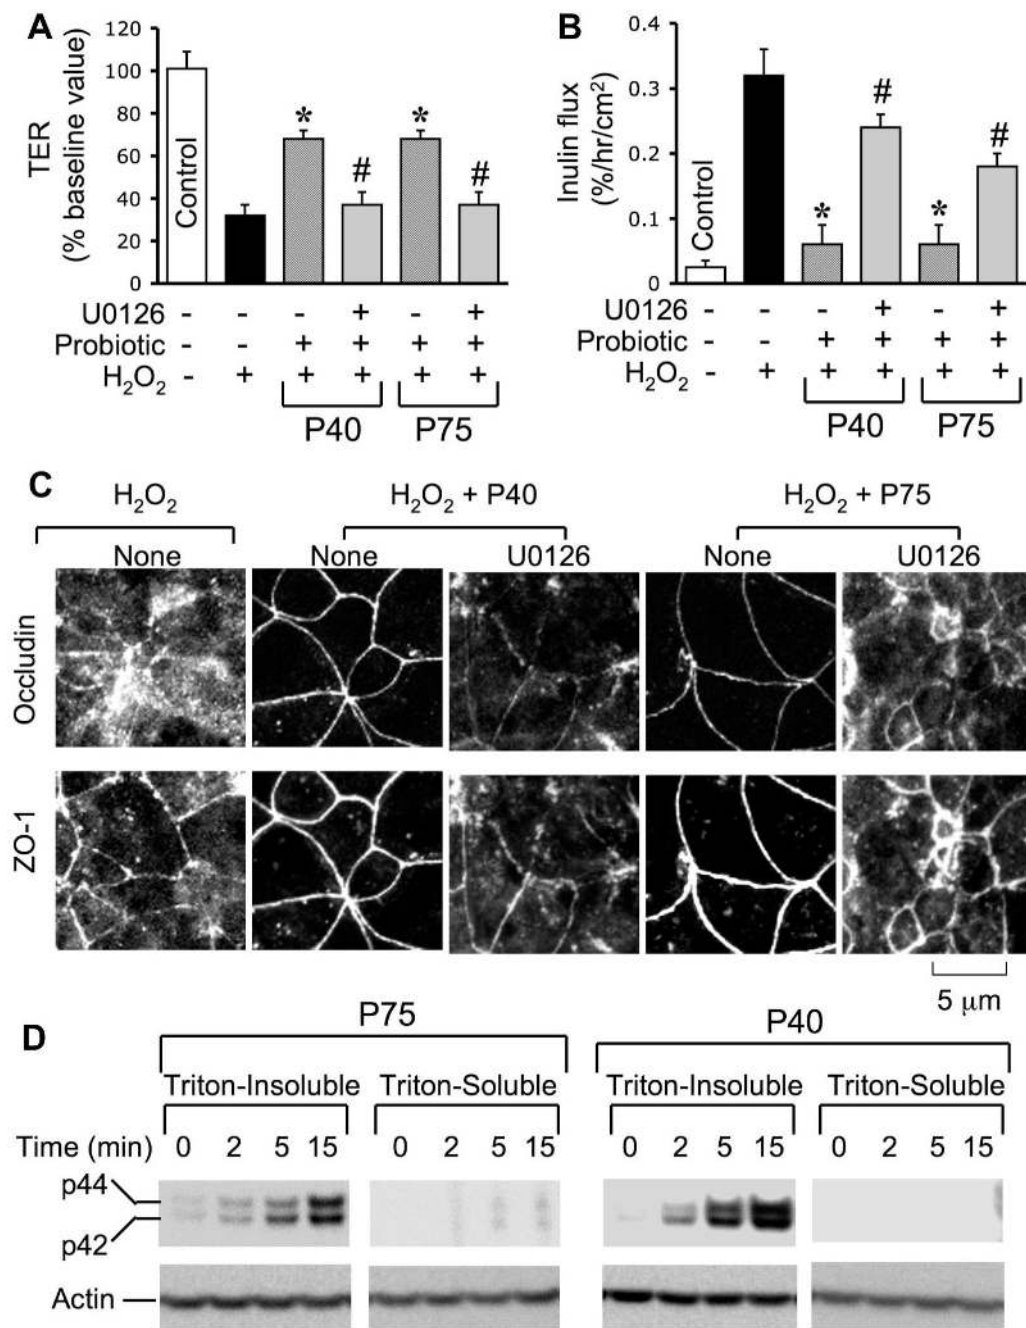 A
TER
(% baseline value)
120
100
80
60
40
20
0
Control
*
#
*
#
U0126 - - - + - +
Probiotic - - + + + +
H₂O₂ - + + + + +
P40 P75
B
Inulin flux
(%/hr/cm²)
0.4
0.3
0.2
0.1
0
Control
*
#
*
#
U0126 - - - + - +
Probiotic - - + + + +
H₂O₂ - + + + + +
P40 P75
C
H₂O₂ H₂O₂ + P40 H₂O₂ + P75
None None U0126 None U0126
Occludin
ZO-1
5 μm
D
P75 P40
Triton-Insoluble Triton-Soluble Triton-Insoluble Triton-Soluble
Time (min) 0 2 5 15 0 2 5 15 0 2 5 15 0 2 5 15
p44
p42
Actin